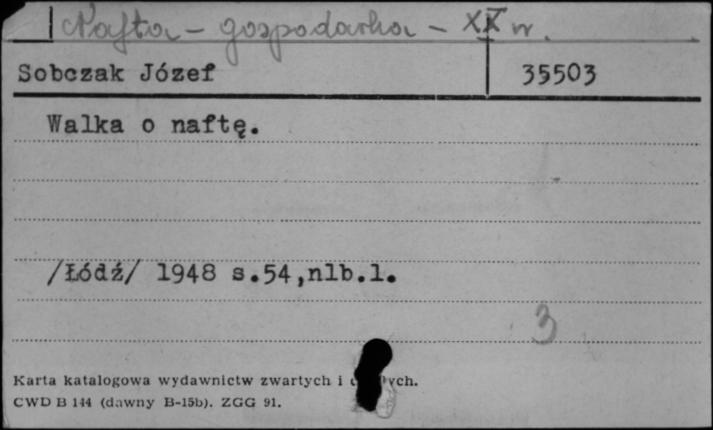 Nafta - gospodarka - XX w.
Sobczak Józef 35503
Walka o naftę.
/Łódź/ 1948 s.54,nlb.1.
3
Karta katalogowa wydawnictw zwartych i ych.
CWD B 144 (dawny B-15b). ZGG 91.